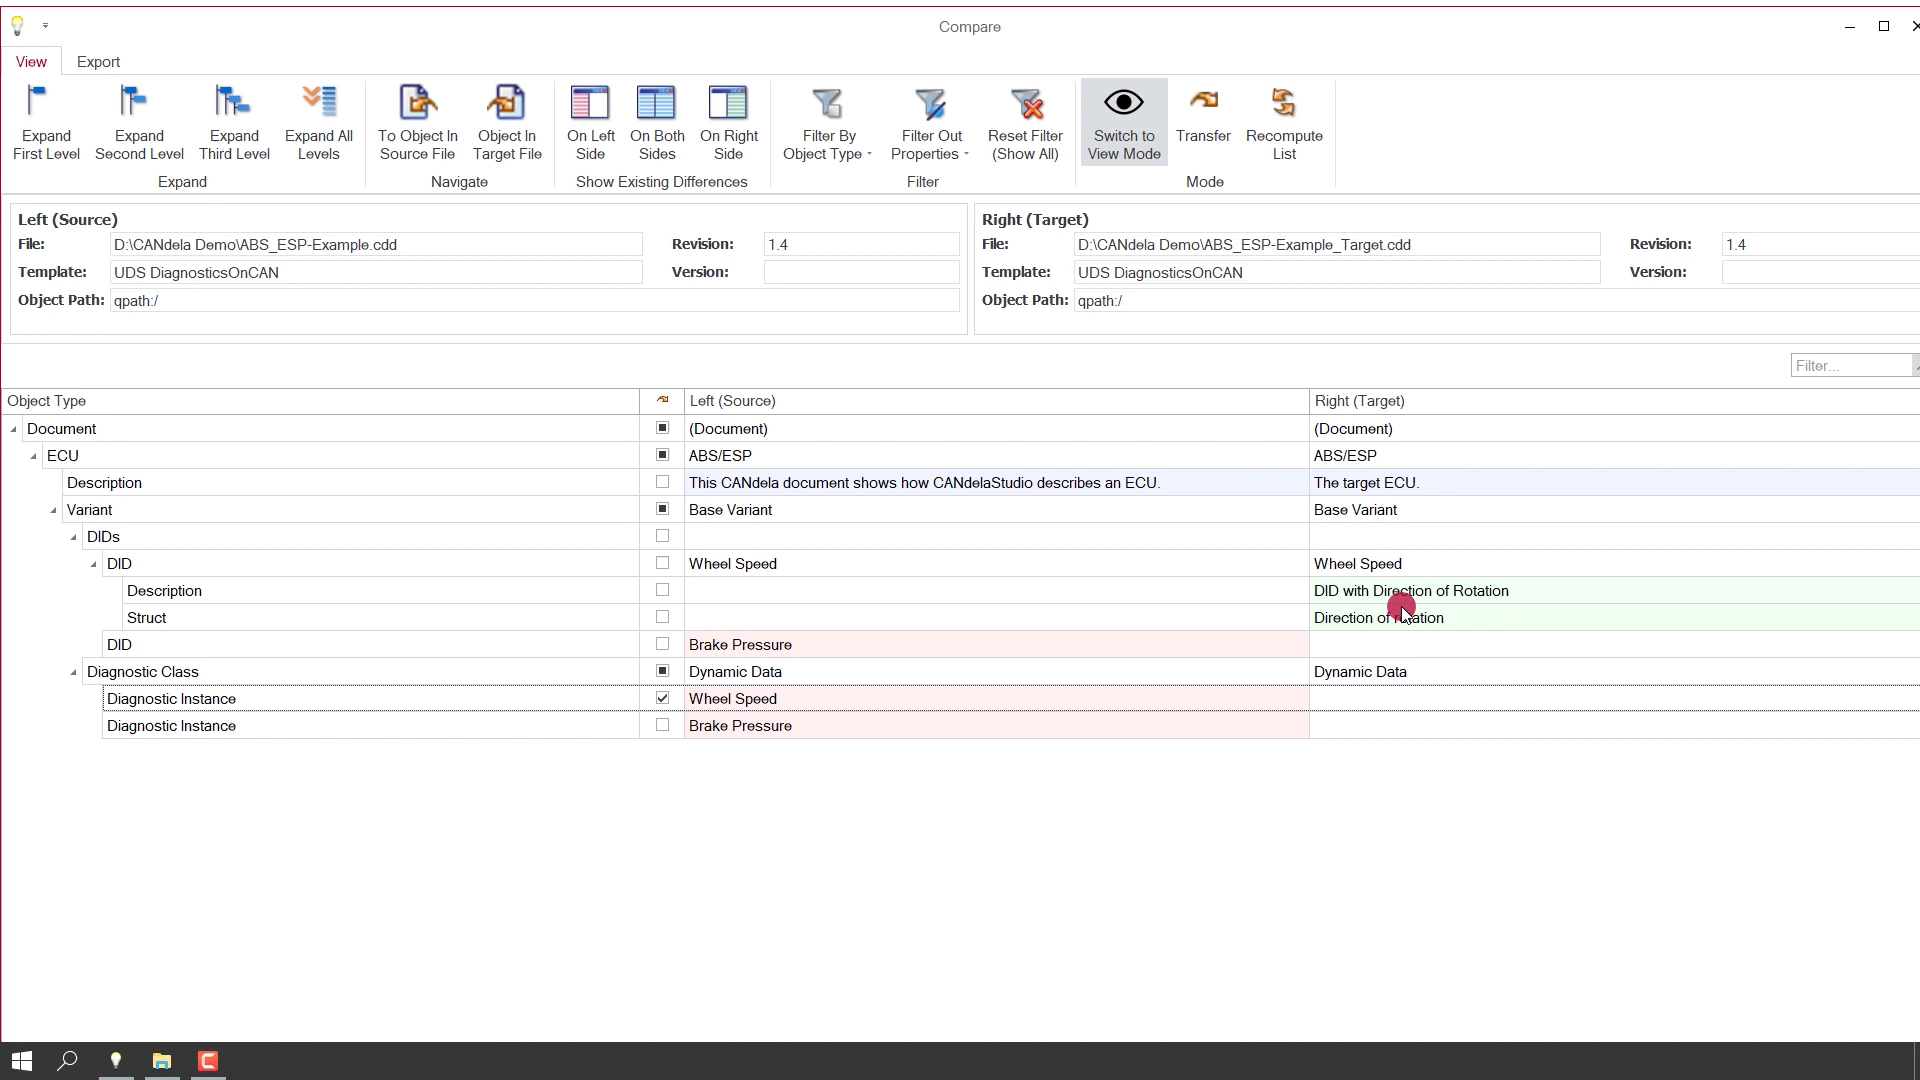 Compare
View Export
Expand First Level
Expand Second Level
Expand Third Level
Expand All Levels
Expand
To Object In Source File
Object In Target File
Navigate
On Left Side
On Both Sides
On Right Side
Show Existing Differences
Filter By Object Type
Filter Out Properties
Reset Filter (Show All)
Filter
Switch to View Mode
Transfer
Recompute List
Mode
Left (Source)
File: D:\CANdela Demo\ABS_ESP-Example.cdd Revision: 1.4
Template: UDS DiagnosticsOnCAN Version:
Object Path: qpath:/
Right (Target)
File: D:\CANdela Demo\ABS_ESP-Example_Target.cdd Revision: 1.4
Template: UDS DiagnosticsOnCAN Version:
Object Path: qpath:/
Filter...
Object Type Left (Source) Right (Target)
Document (Document) (Document)
ECU ABS/ESP ABS/ESP
Description This CANdela document shows how CANdelaStudio describes an ECU. The target ECU.
Variant Base Variant Base Variant
DIDs
DID Wheel Speed Wheel Speed
Description DID with Direction of Rotation
Struct Direction of rotation
DID Brake Pressure
Diagnostic Class Dynamic Data Dynamic Data
Diagnostic Instance Wheel Speed
Diagnostic Instance Brake Pressure